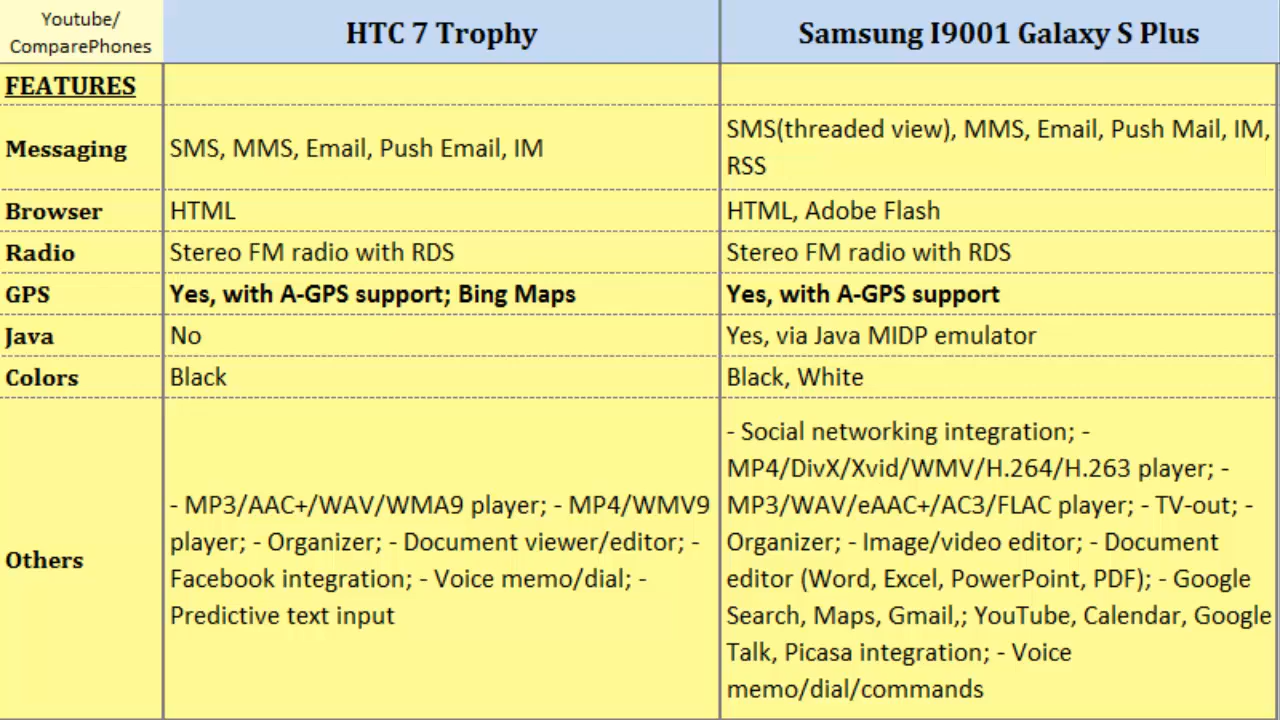 Youtube/
ComparePhones
HTC 7 Trophy
Samsung I9001 Galaxy S Plus
FEATURES
Messaging
SMS, MMS, Email, Push Email, IM
SMS(threaded view), MMS, Email, Push Mail, IM,
RSS
Browser
HTML
HTML, Adobe Flash
Radio
Stereo FM radio with RDS
Stereo FM radio with RDS
GPS
Yes, with A-GPS support; Bing Maps
Yes, with A-GPS support
Java
No
Yes, via Java MIDP emulator
Colors
Black
Black, White
Others
- MP3/AAC+/WAV/WMA9 player; - MP4/WMV9
player; - Organizer; - Document viewer/editor; -
Facebook integration; - Voice memo/dial; -
Predictive text input
- Social networking integration; -
MP4/DivX/Xvid/WMV/H.264/H.263 player; -
MP3/WAV/eAAC+/AC3/FLAC player; - TV-out; -
Organizer; - Image/video editor; - Document
editor (Word, Excel, PowerPoint, PDF); - Google
Search, Maps, Gmail,; YouTube, Calendar, Google
Talk, Picasa integration; - Voice
memo/dial/commands